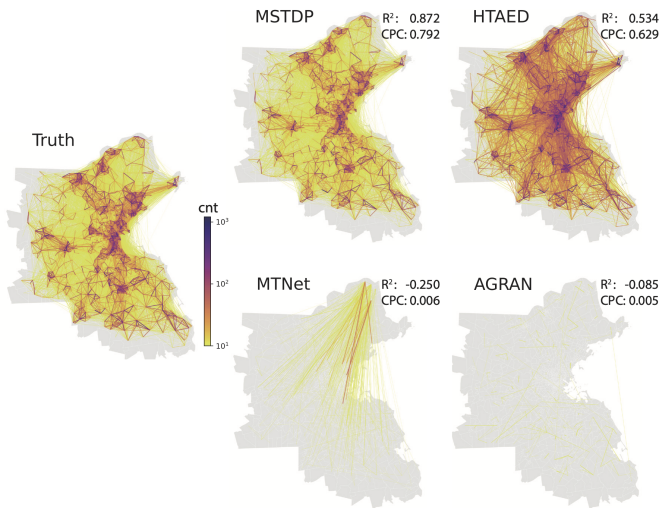 MSTDP
R²: 0.872
CPC: 0.792
HTAED
R²: 0.534
CPC: 0.629
Truth
cnt
10³
10²
10¹
MTNet
R²: -0.250
CPC: 0.006
AGRAN
R²: -0.085
CPC: 0.005